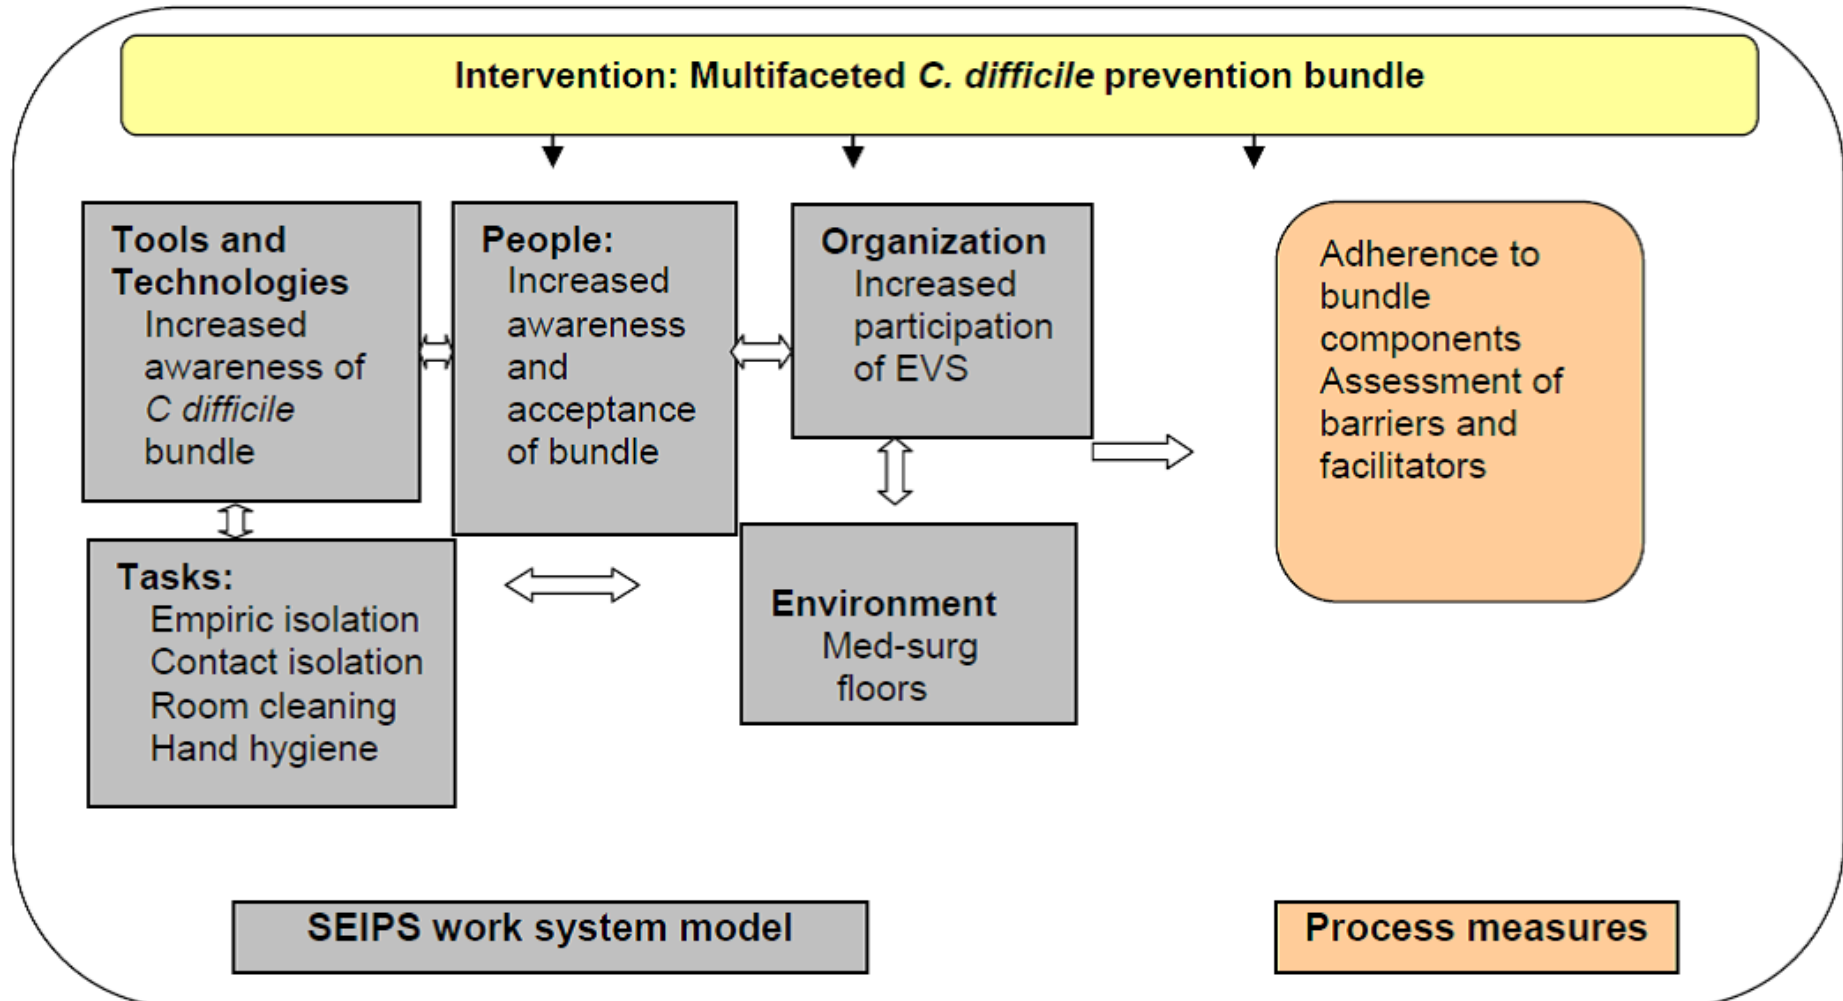 Intervention: Multifaceted C. difficile prevention bundle
Tools and
Technologies
Increased
awareness of
C difficile
bundle
People:
Increased
awareness
and
acceptance
of bundle
Organization
Increased
participation
of EVS
Adherence to
bundle
components
Assessment of
barriers and
facilitators
Tasks:
Empiric isolation
Contact isolation
Room cleaning
Hand hygiene
Environment
Med-surg
floors
SEIPS work system model
Process measures